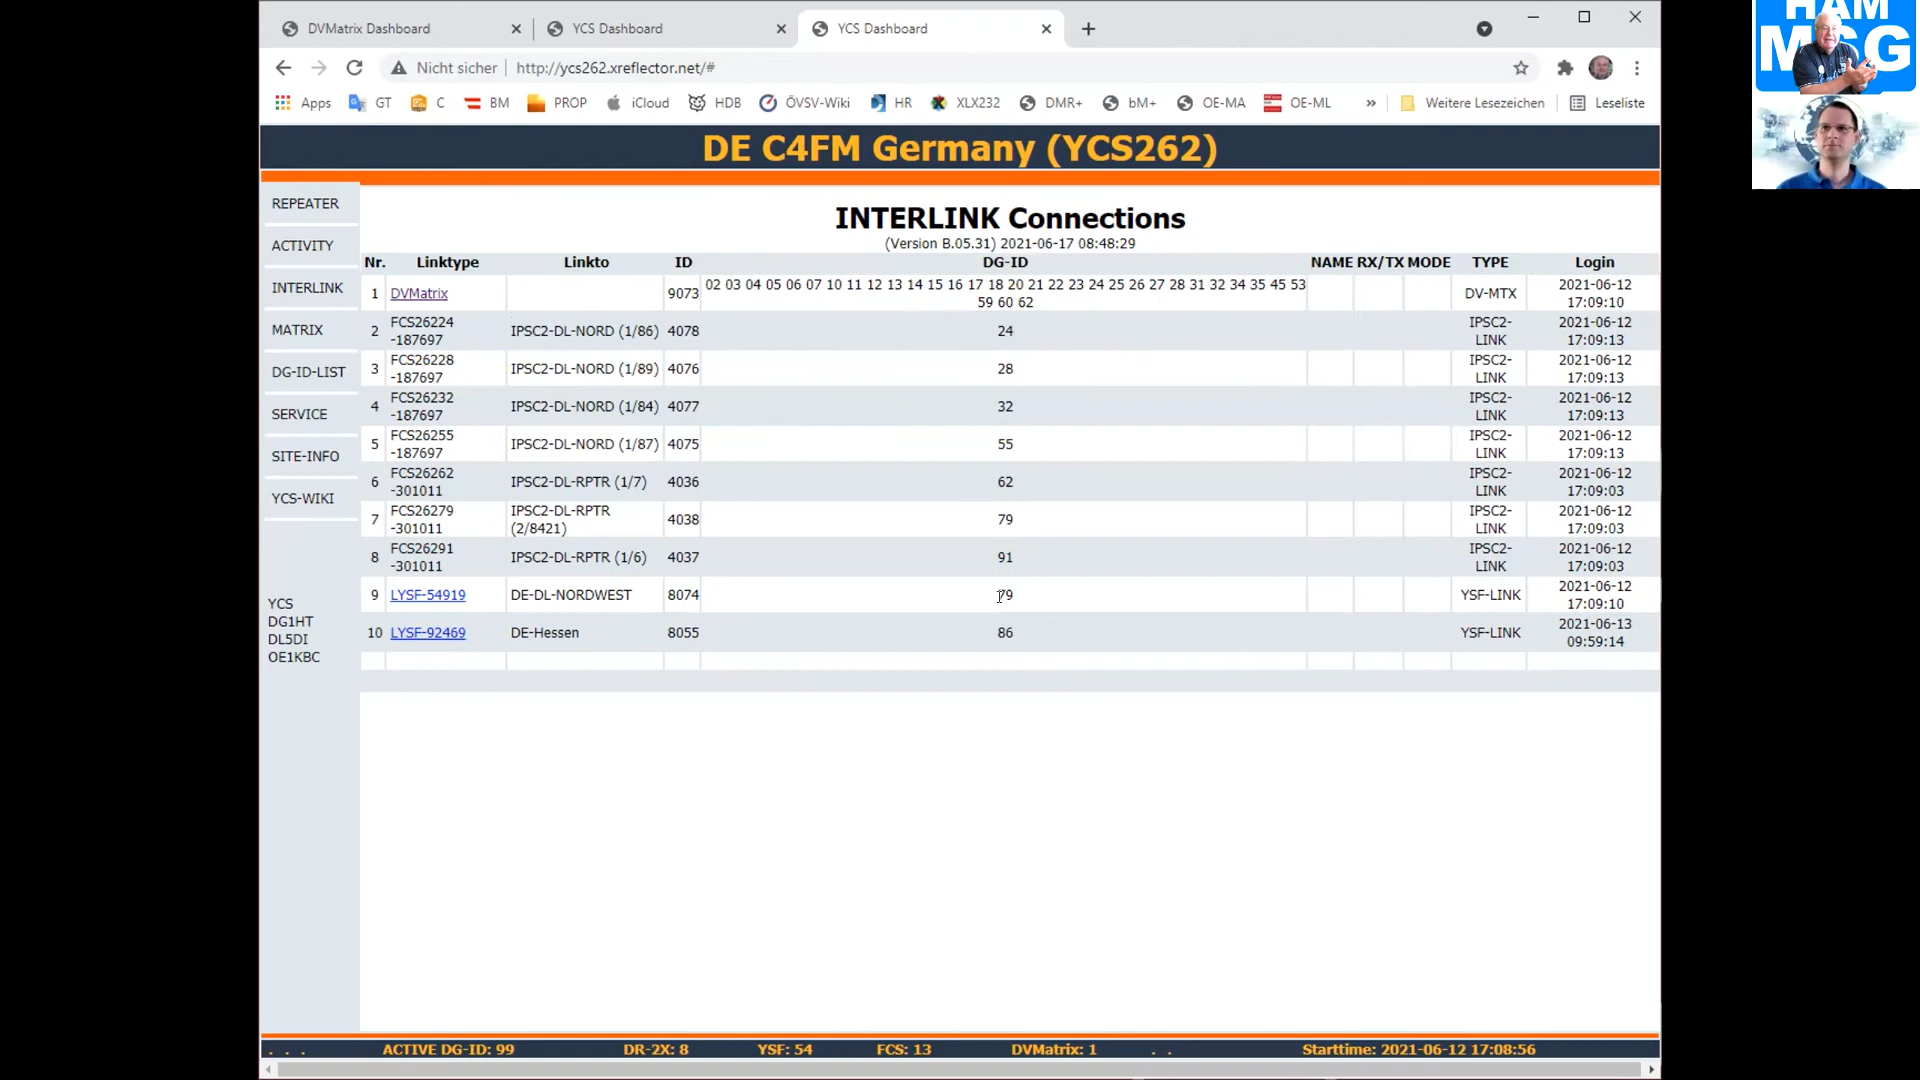 DVMatrix Dashboard
YCS Dashboard
YCS Dashboard
HAM
MSG
Nicht sicher
http://ycs262.xreflector.net/#
Apps GT C BM PROP iCloud HDB ÖVSV-Wiki HR XLX232 DMR+ bM+ OE-MA OE-ML » Weitere Lesezeichen Leseliste
DE C4FM Germany (YCS262)
REPEATER
ACTIVITY
INTERLINK
MATRIX
DG-ID-LIST
SERVICE
SITE-INFO
YCS-WIKI
YCS
DG1HT
DL5DI
OE1KBC
INTERLINK Connections
(Version B.05.31) 2021-06-17 08:48:29
Nr. Linktype Linkto ID DG-ID NAME RX/TX MODE TYPE Login
1 DVMatrix 9073 02 03 04 05 06 07 10 11 12 13 14 15 16 17 18 20 21 22 23 24 25 26 27 28 31 32 34 35 45 53
59 60 62 DV-MTX 2021-06-12
17:09:10
2 FCS26224
-187697 IPSC2-DL-NORD (1/86) 4078 24 IPSC2-
LINK 2021-06-12
17:09:13
3 FCS26228
-187697 IPSC2-DL-NORD (1/89) 4076 28 IPSC2-
LINK 2021-06-12
17:09:13
4 FCS26232
-187697 IPSC2-DL-NORD (1/84) 4077 32 IPSC2-
LINK 2021-06-12
17:09:13
5 FCS26255
-187697 IPSC2-DL-NORD (1/87) 4075 55 IPSC2-
LINK 2021-06-12
17:09:13
6 FCS26262
-301011 IPSC2-DL-RPTR (1/7) 4036 62 IPSC2-
LINK 2021-06-12
17:09:03
7 FCS26279
-301011 IPSC2-DL-RPTR
(2/8421) 4038 79 IPSC2-
LINK 2021-06-12
17:09:03
8 FCS26291
-301011 IPSC2-DL-RPTR (1/6) 4037 91 IPSC2-
LINK 2021-06-12
17:09:03
9 LYSF-54919 DE-DL-NORDWEST 8074 79 YSF-LINK 2021-06-12
17:09:10
10 LYSF-92469 DE-Hessen 8055 86 YSF-LINK 2021-06-13
09:59:14
. . . ACTIVE DG-ID: 99 DR-2X: 8 YSF: 54 FCS: 13 DVMatrix: 1 . . Starttime: 2021-06-12 17:08:56